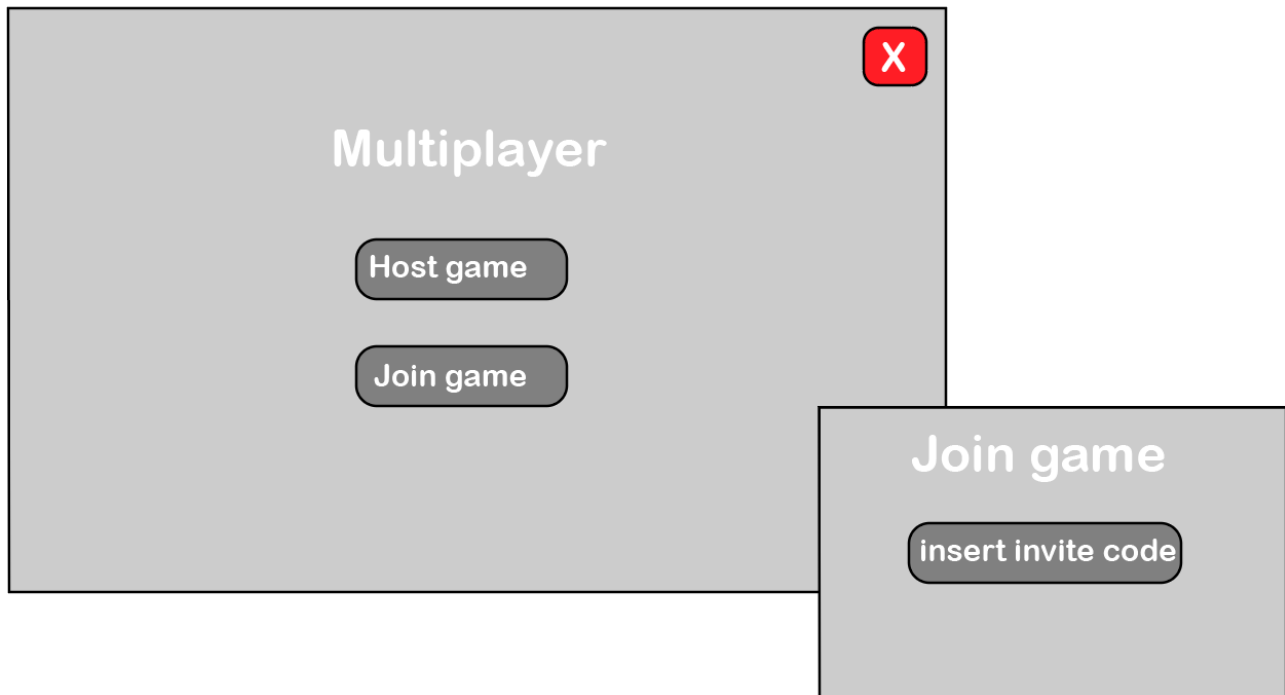 X
Multiplayer
Host game
Join game
Join game
insert invite code